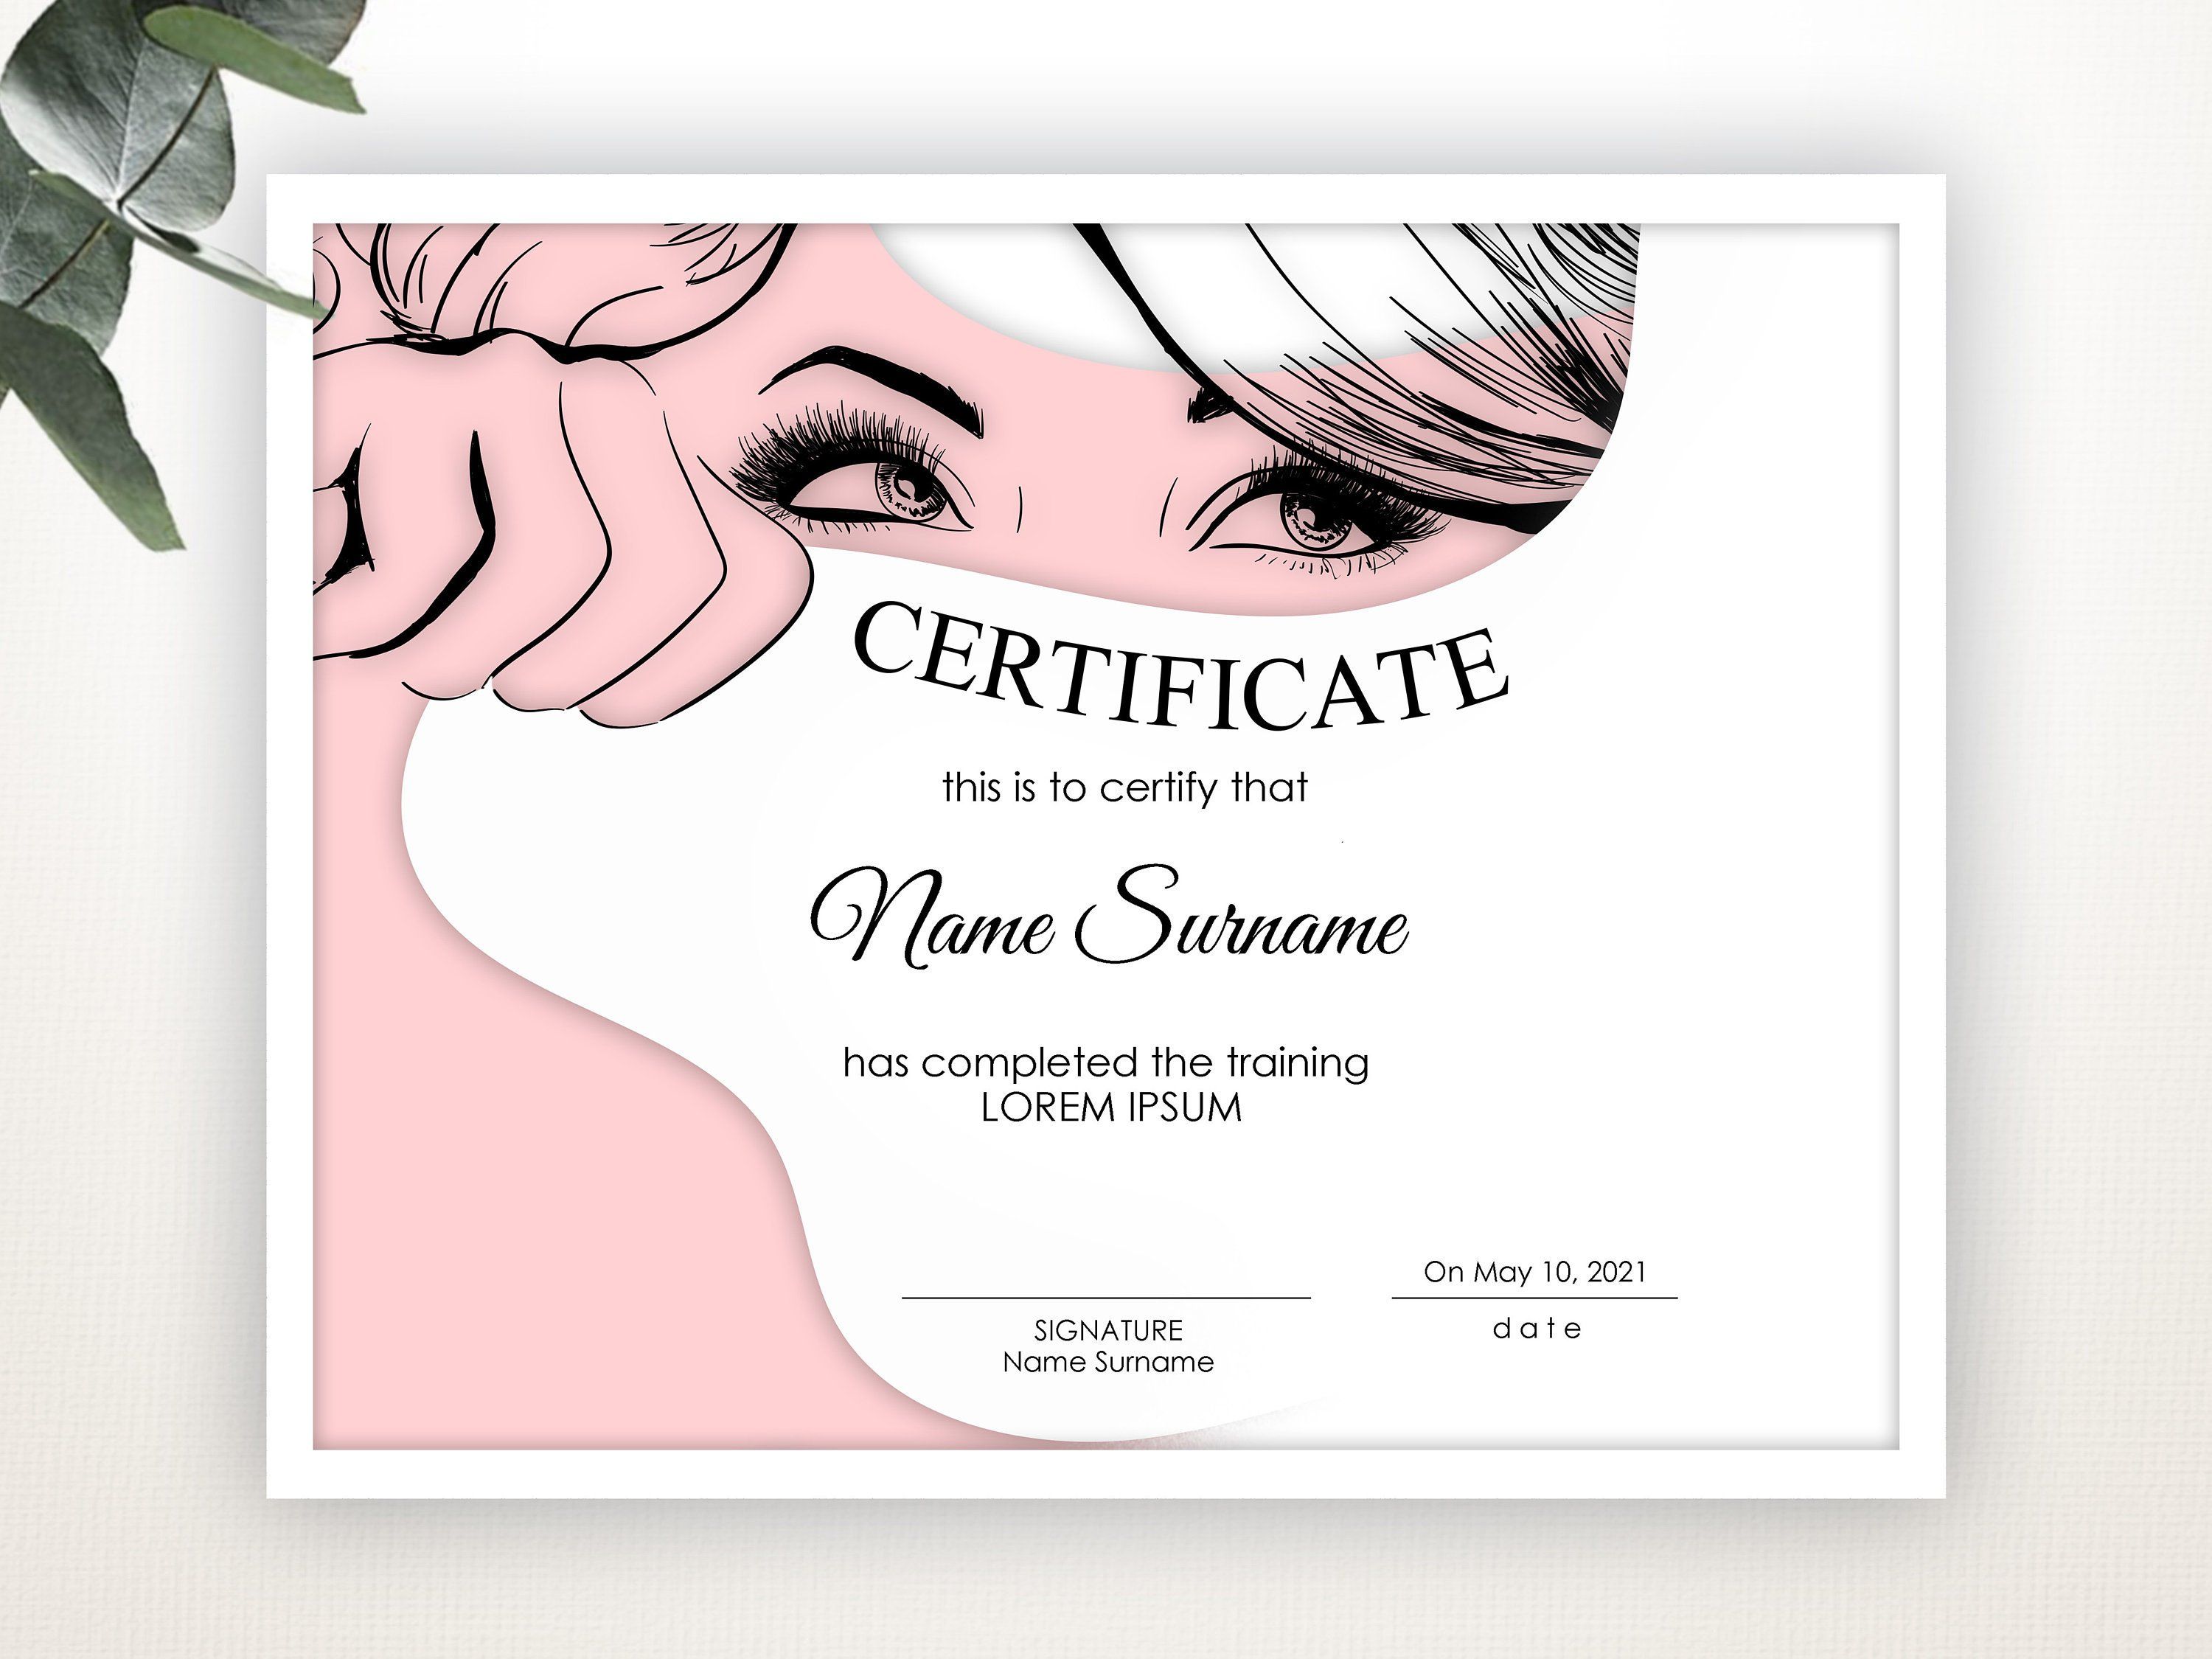 CERTIFICATE
this is to certify that
Name Surname
has completed the training
LOREM IPSUM
On May 10, 2021
SIGNATURE
date
Name Surname